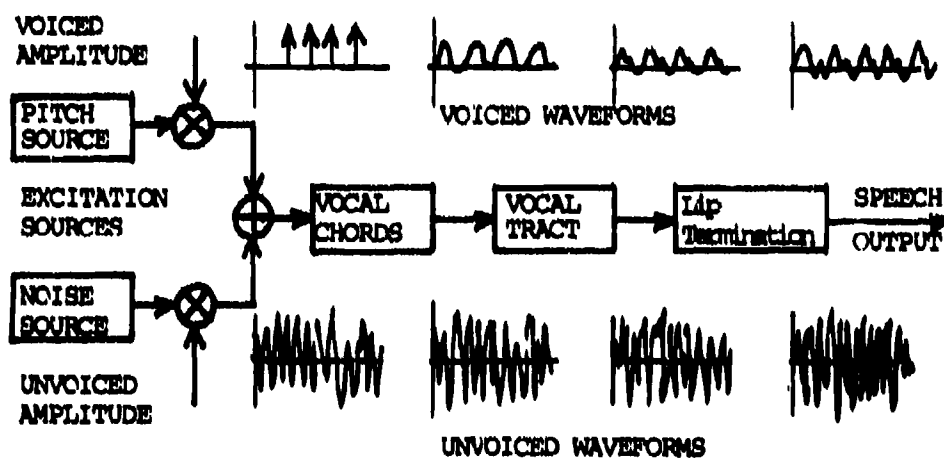 VOICED
AMPLITUDE
PITCH
SOURCE
VOICED WAVEFORMS
EXCITATION
SOURCES
VOCAL
CHORDS
VOCAL
TRACT
Lip
Termination
SPEECH
OUTPUT
NOISE
SOURCE
UNVOICED
AMPLITUDE
UNVOICED WAVEFORMS